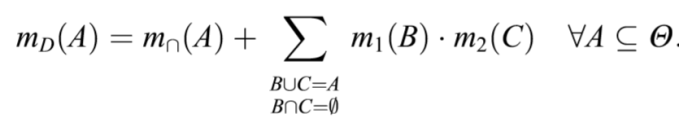 m_D(A) = m_∩(A) + ∑ m_1(B) · m_2(C) ∀A ⊆ Θ.
B∪C=A
B∩C=∅